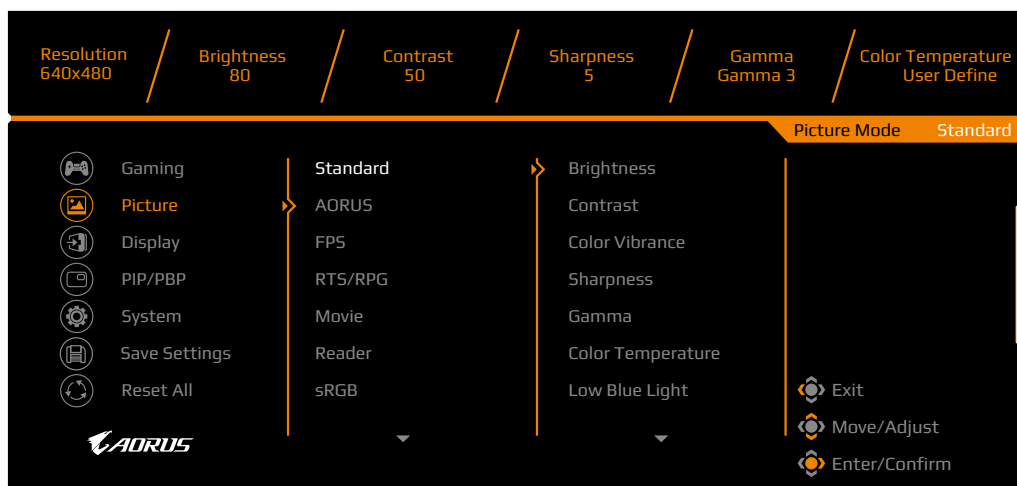 Resolution
640x480
Brightness
80
Contrast
50
Sharpness
5
Gamma
Gamma 3
Color Temperature
User Define
Picture Mode Standard
Gaming
Picture
Display
PIP/PBP
System
Save Settings
Reset All
AORUS
Standard
AORUS
FPS
RTS/RPG
Movie
Reader
sRGB
Brightness
Contrast
Color Vibrance
Sharpness
Gamma
Color Temperature
Low Blue Light
Exit
Move/Adjust
Enter/Confirm